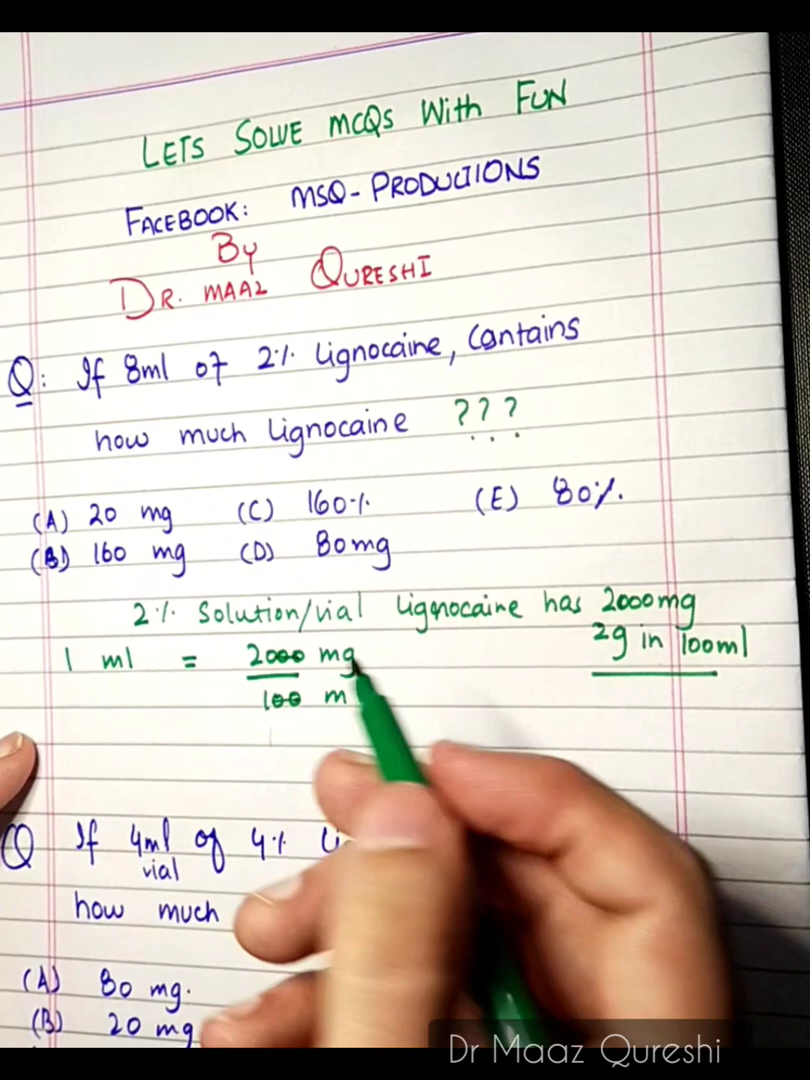 LETS SOLVE MCQs With FUN
FACEBOOK: MSQ-PRODUCTIONS
By
DR. MAAZ QURESHI
Q: If 8ml of 2% Lignocaine, Contains
how much Lignocaine ???
(A) 20 mg (C) 160% (E) 80%.
(B) 160 mg (D) 80mg
2% Solution/vial Lignocaine has 2000mg
2g in 100ml
1 ml = 2000 mg
100 m
Q If 4ml of 4% Li
vial
how much
(A) 80 mg.
(B) 20 mg
Dr Maaz Qureshi